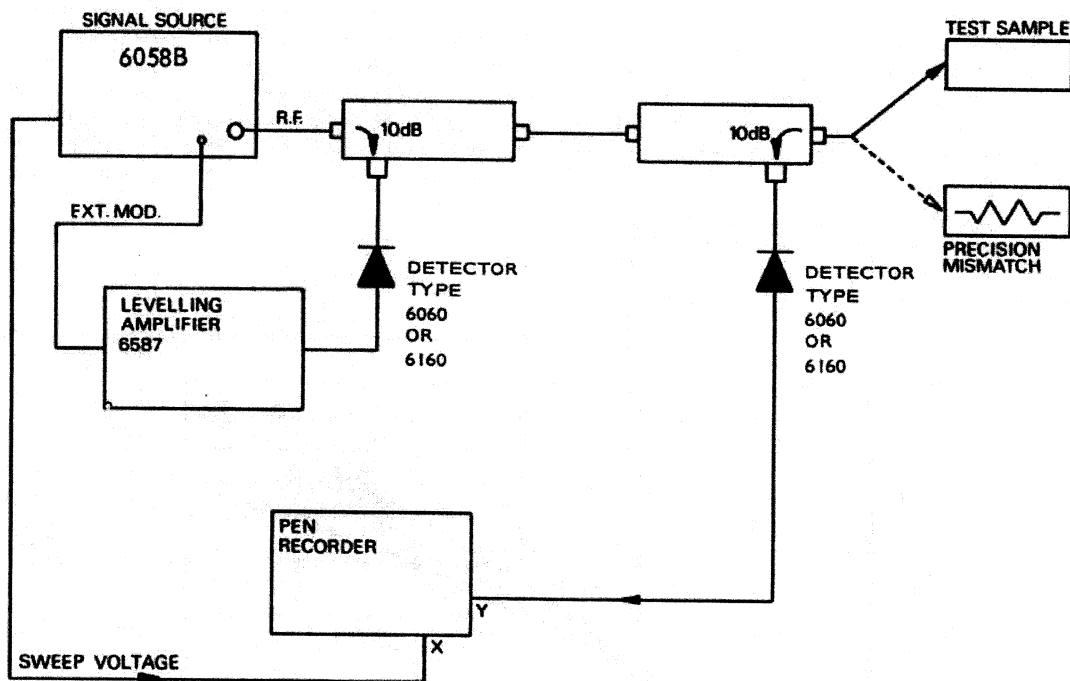 SIGNAL SOURCE
6058B
R.F.
10dB
10dB
TEST SAMPLE
EXT. MOD.
PRECISION
MISMATCH
LEVELLING
AMPLIFIER
6587
DETECTOR
TYPE
6060
OR
6160
DETECTOR
TYPE
6060
OR
6160
PEN
RECORDER
Y
X
SWEEP VOLTAGE